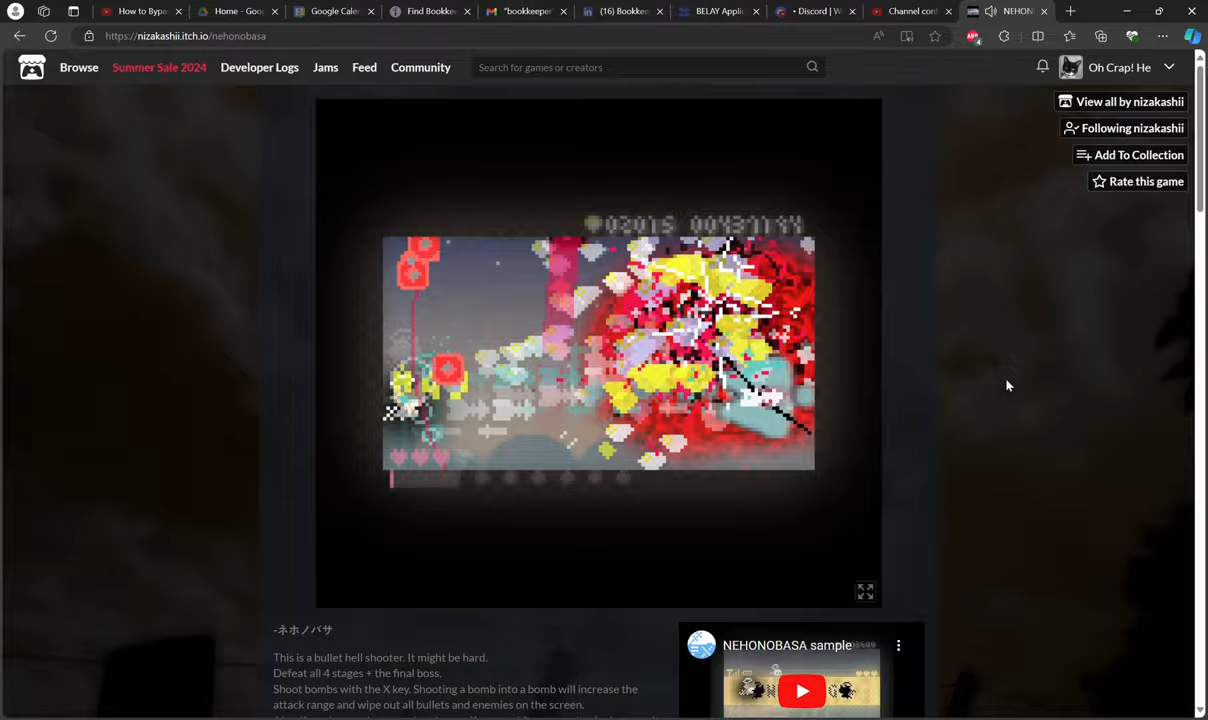 How to Bypa
Home - Goo
Google Cale
Find Bookke
"bookkeeper"
(16) Bookke
BELAY Appli
• Discord | W
Channel con
NEHON
https://nizakashii.itch.io/nehonobasa
Browse
Summer Sale 2024
Developer Logs
Jams
Feed
Community
Search for games or creators
Oh Crap! He
View all by nizakashii
Following nizakashii
Add To Collection
Rate this game
-ネホノバサ
This is a bullet hell shooter. It might be hard.
Defeat all 4 stages + the final boss.
Shoot bombs with the X key. Shooting a bomb into a bomb will increase the
attack range and wipe out all bullets and enemies on the screen.
NEHONOBASA sample